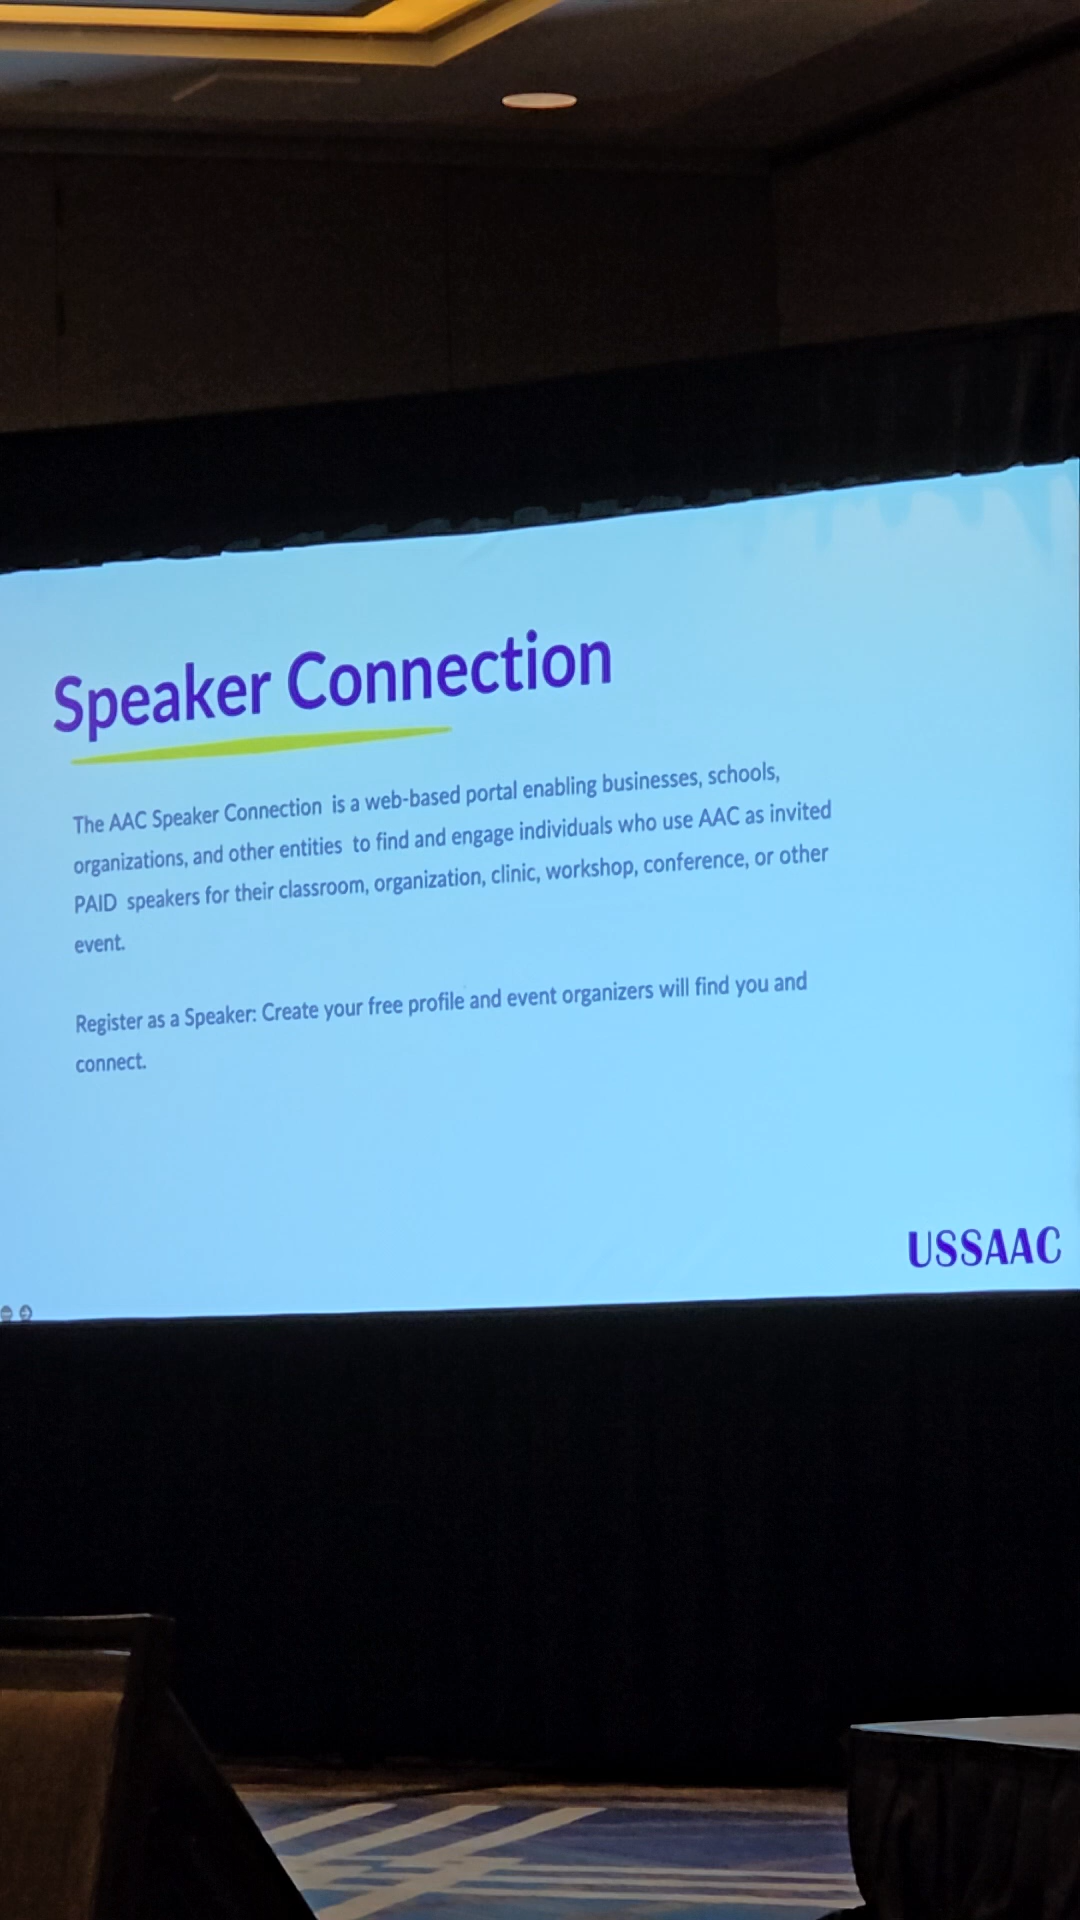 Speaker Connection
The AAC Speaker Connection is a web-based portal enabling businesses, schools,
organizations, and other entities to find and engage individuals who use AAC as invited
PAID speakers for their classroom, organization, clinic, workshop, conference, or other
event.
Register as a Speaker: Create your free profile and event organizers will find you and
connect.
USSAAC